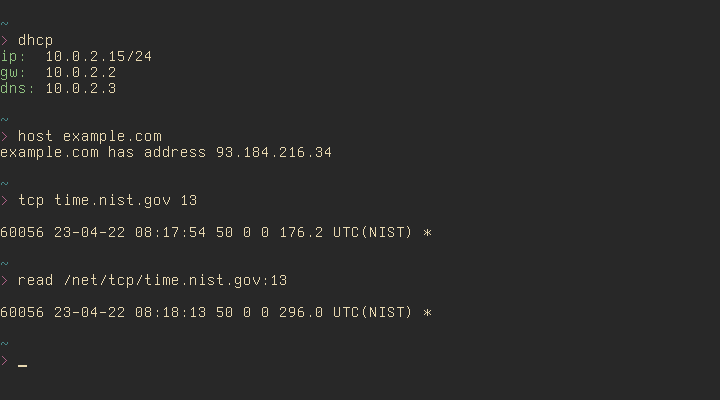 ~
> dhcp
ip:  10.0.2.15/24
gw:  10.0.2.2
dns: 10.0.2.3
~
> host example.com
example.com has address 93.184.216.34
~
> tcp time.nist.gov 13
60056 23-04-22 08:17:54 50 0 0 176.2 UTC(NIST) *
~
> read /net/tcp/time.nist.gov:13
60056 23-04-22 08:18:13 50 0 0 296.0 UTC(NIST) *
~
> _